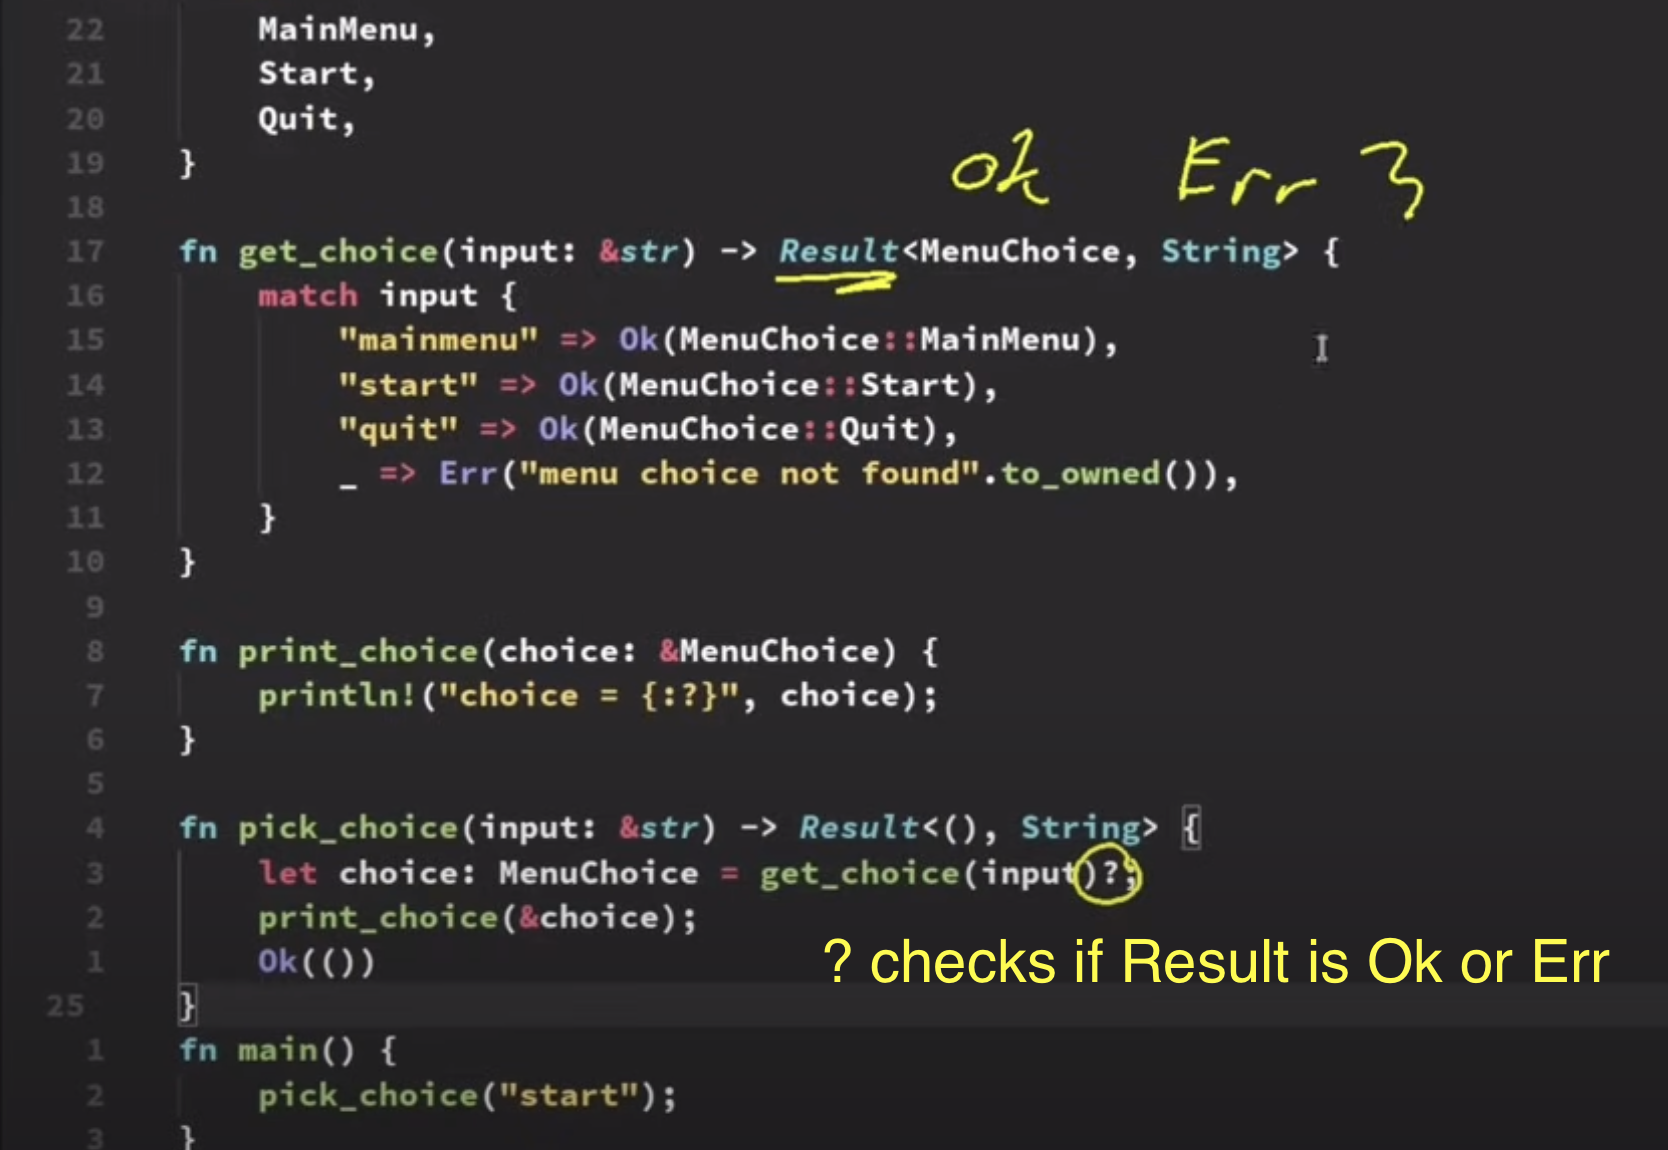 22 MainMenu,
21 Start,
20 Quit,
19 }
ok Err }
18
17 fn get_choice(input: &str) -> Result<MenuChoice, String> {
16 match input {
15 "mainmenu" => Ok(MenuChoice::MainMenu),
14 "start" => Ok(MenuChoice::Start),
13 "quit" => Ok(MenuChoice::Quit),
12 _ => Err("menu choice not found".to_owned()),
11 }
10 }
9
8 fn print_choice(choice: &MenuChoice) {
7 println!("choice = {:?}", choice);
6 }
5
4 fn pick_choice(input: &str) -> Result<(), String> {
3 let choice: MenuChoice = get_choice(input)?;
2 print_choice(&choice);
1 Ok(())
? checks if Result is Ok or Err
25 }
1 fn main() {
2 pick_choice("start");
3 }